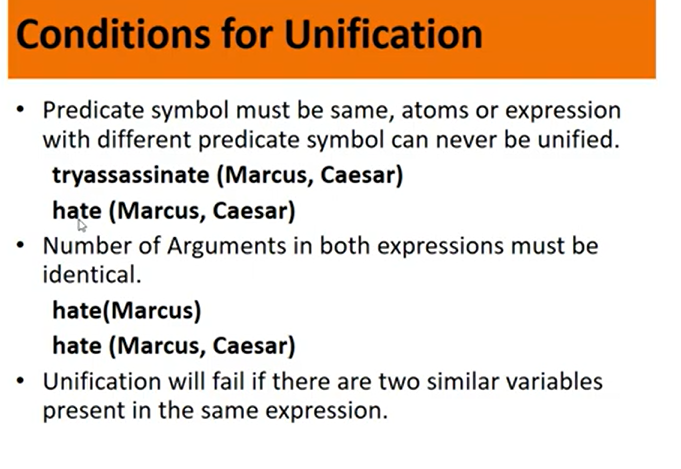 Conditions for Unification
• Predicate symbol must be same, atoms or expression
with different predicate symbol can never be unified.
tryassassinate (Marcus, Caesar)
hate (Marcus, Caesar)
• Number of Arguments in both expressions must be
identical.
hate(Marcus)
hate (Marcus, Caesar)
• Unification will fail if there are two similar variables
present in the same expression.